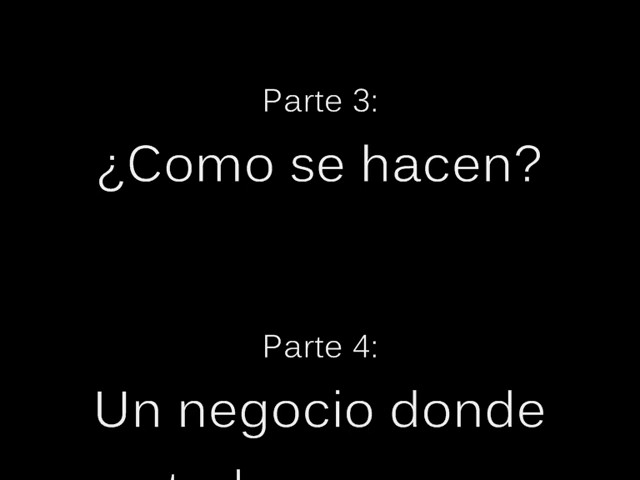 Parte 3:
¿Como se hacen?
Parte 4:
Un negocio donde